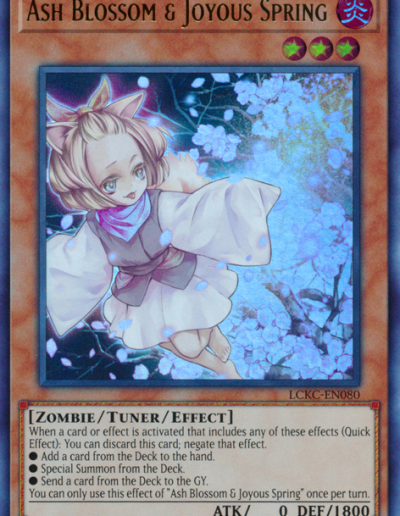 ASH BLOSSOM & JOYOUS SPRING
炎
LCKC-EN080
[ZOMBIE/TUNER/EFFECT]
When a card or effect is activated that includes any of these effects (Quick
Effect): You can discard this card; negate that effect.
● Add a card from the Deck to the hand.
● Special Summon from the Deck.
● Send a card from the Deck to the GY.
You can only use this effect of "Ash Blossom & Joyous Spring" once per turn.
ATK/ 0 DEF/1800